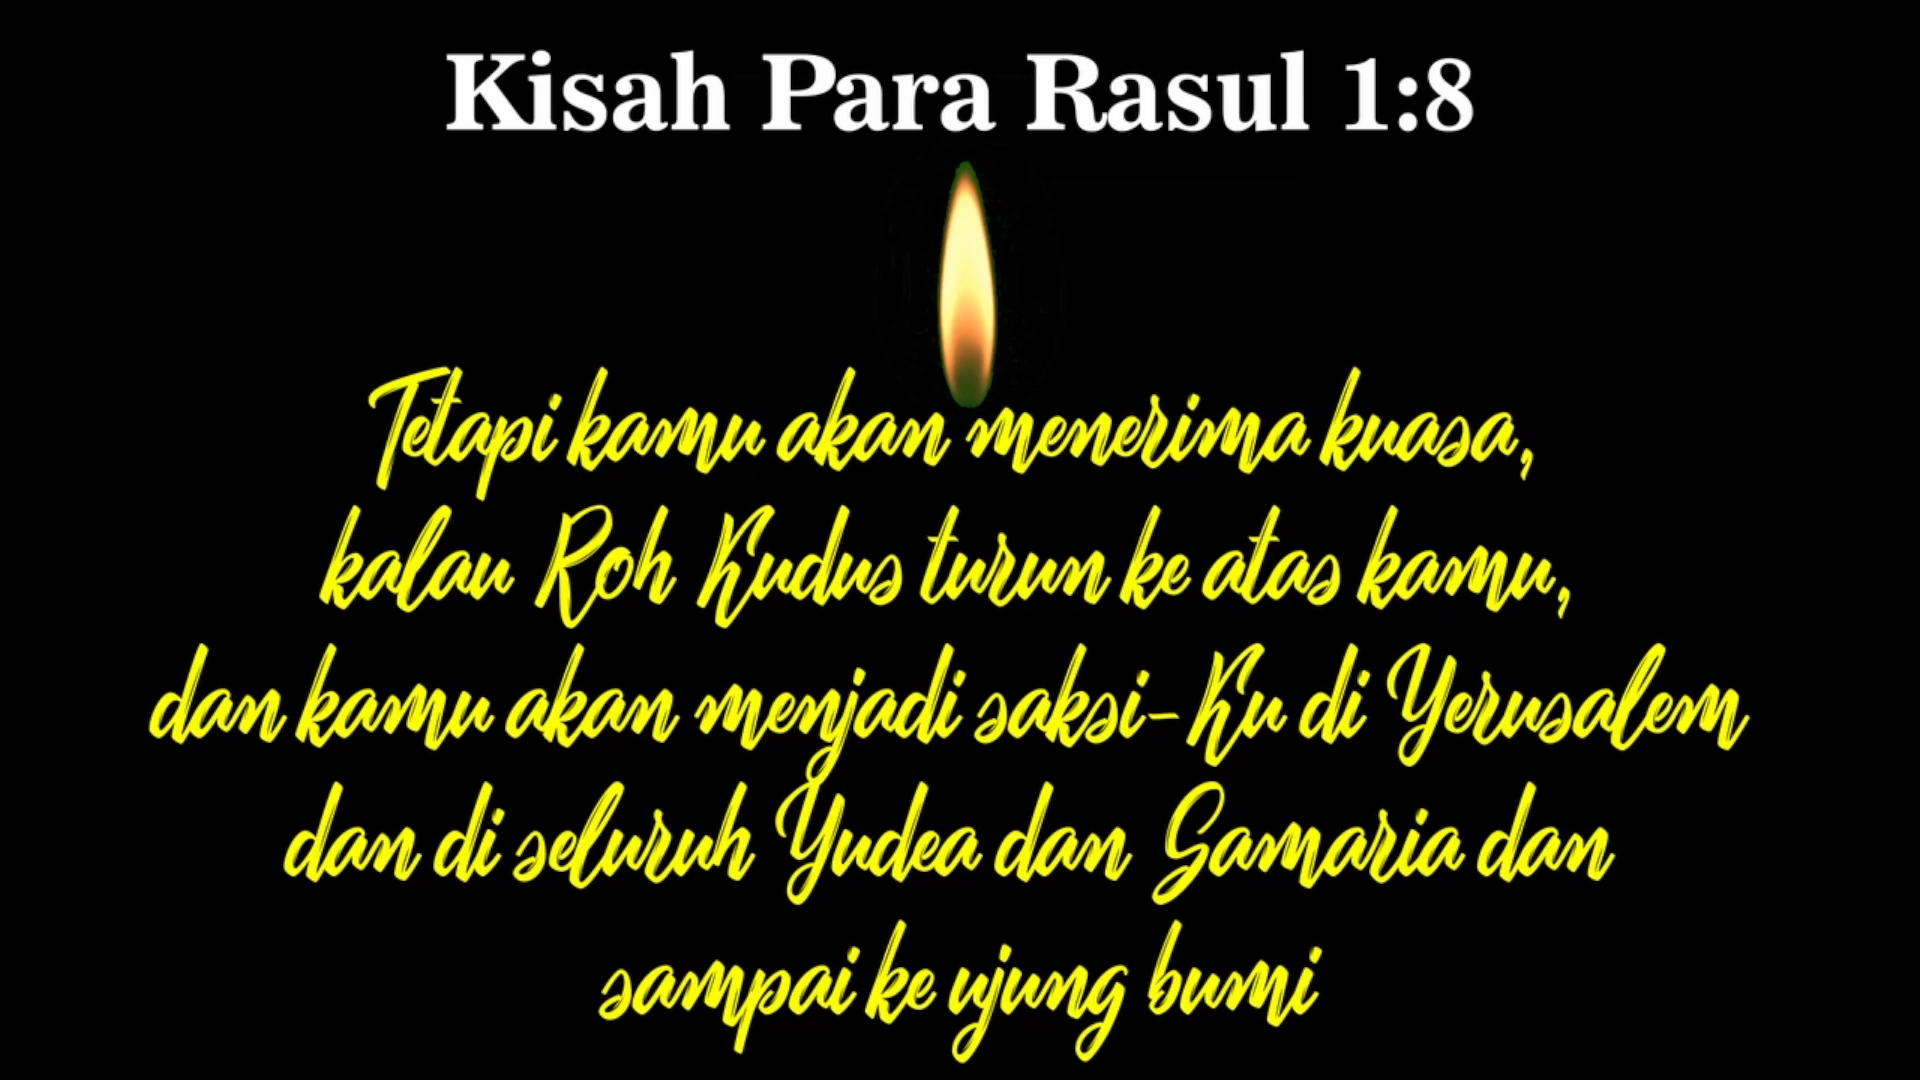 Kisah Para Rasul 1:8
Tetapi kamu akan menerima kuasa,
kalau Roh Kudus turun ke atas kamu,
dan kamu akan menjadi saksi-Ku di Yerusalem
dan di seluruh Yudea dan Samaria dan
sampai ke ujung bumi